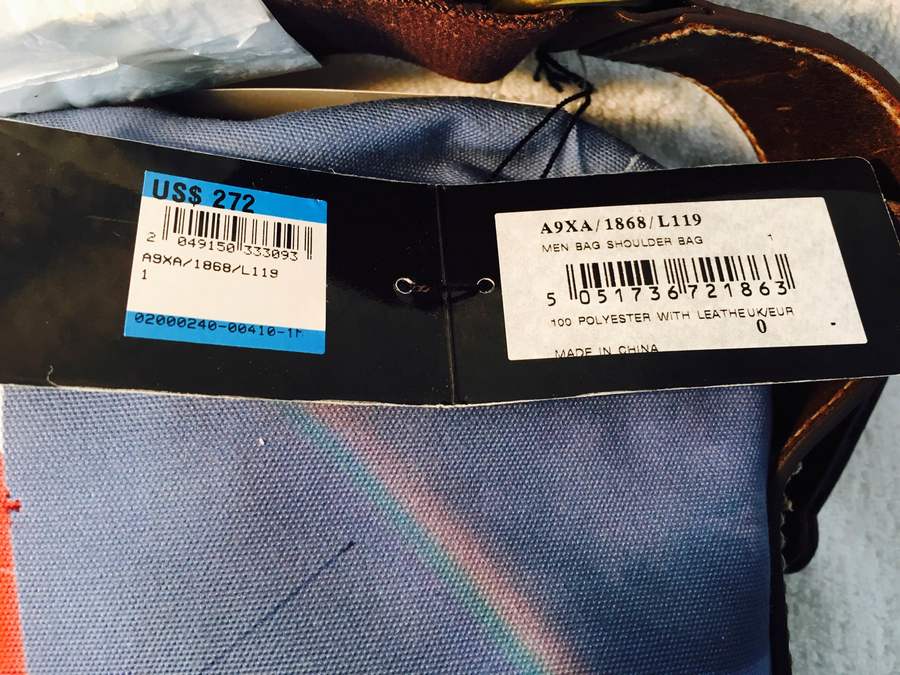 US$ 272
2 049150 333093
A9XA/1868/L119
1
02000240-00410-1
A9XA/1868/L119
MEN BAG SHOULDER BAG 1
5 051736 721863
100 POLYESTER WITH LEATHEUK/EUR
0 -
MADE IN CHINA